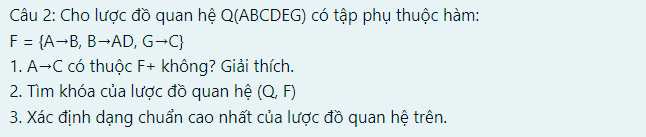 Câu 2: Cho lược đồ quan hệ Q(ABCDEG) có tập phụ thuộc hàm:
F = {A→B, B→AD, G→C}
1. A→C có thuộc F+ không? Giải thích.
2. Tìm khóa của lược đồ quan hệ (Q, F)
3. Xác định dạng chuẩn cao nhất của lược đồ quan hệ trên.